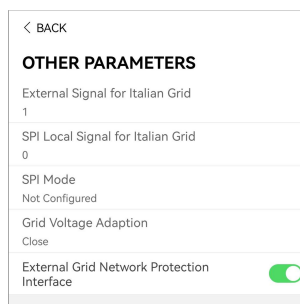 BACK
OTHER PARAMETERS
External Signal for Italian Grid
1
SPI Local Signal for Italian Grid
0
SPI Mode
Not Configured
Grid Voltage Adaption
Close
External Grid Network Protection
Interface